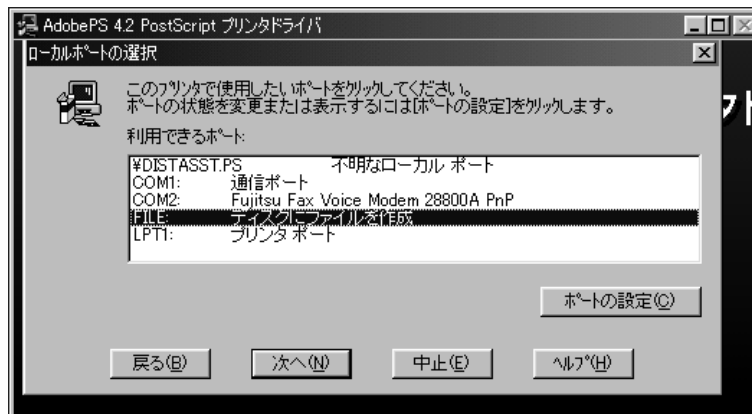 AdobePS 4.2 PostScript プリンタドライバ
ローカルポートの選択
このプリンタで使用したいポートをクリックしてください。
ポートの状態を変更または表示するには[ポートの設定]をクリックします。
利用できるポート:
¥DISTASST.PS 不明なローカル ポート
COM1: 通信ポート
COM2: Fujitsu Fax Voice Modem 28800A PnP
FILE: ディスクにファイルを作成
LPT1: プリンタ ポート
ポートの設定(C)
戻る(B) 次へ(N) 中止(E) ヘルプ(H)